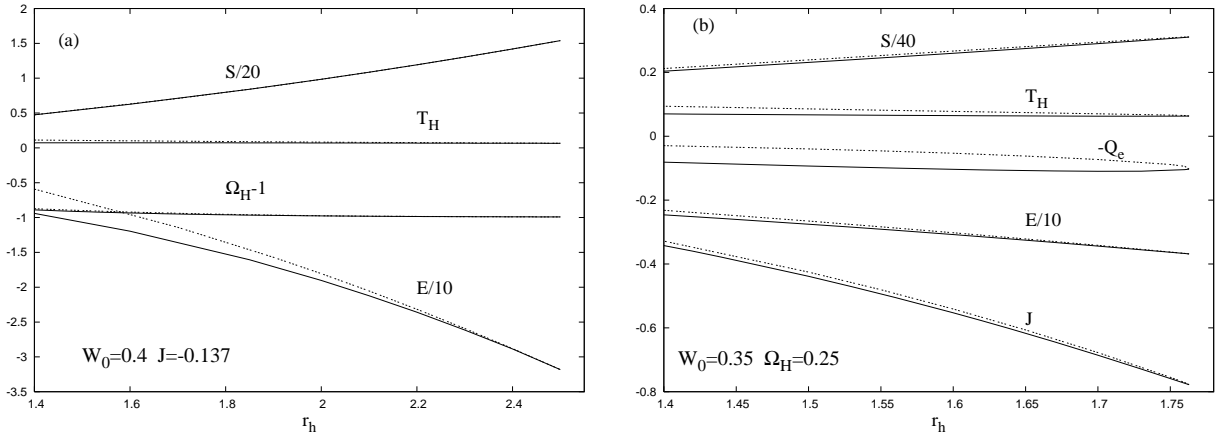 (a)
S/20
T_H
Ω_H-1
E/10
W_0=0.4 J=-0.137
2
1.5
1
0.5
0
-0.5
-1
-1.5
-2
-2.5
-3
-3.5
1.4 1.6 1.8 2 2.2 2.4
r_h
(b)
S/40
T_H
-Q_e
E/10
J
W_0=0.35 Ω_H=0.25
0.4
0.2
0
-0.2
-0.4
-0.6
-0.8
1.4 1.45 1.5 1.55 1.6 1.65 1.7 1.75
r_h